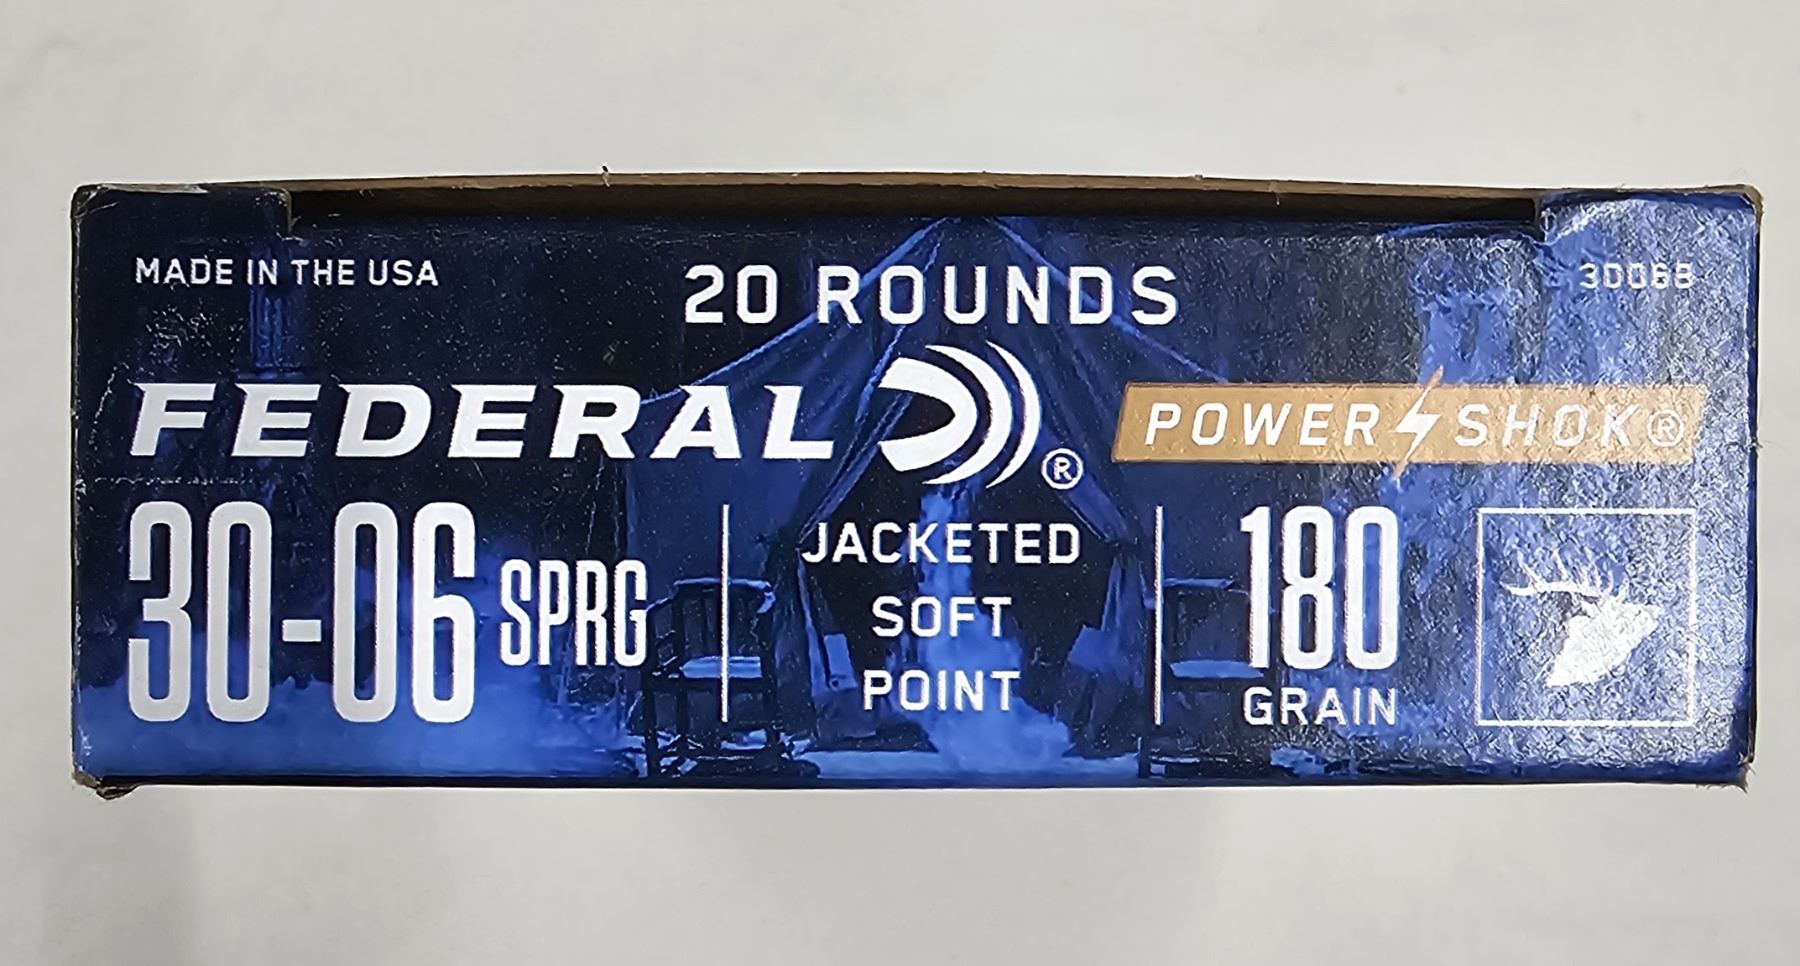 MADE IN THE USA
20 ROUNDS
3006B
FEDERAL ®
POWER SHOK®
30-06 SPRG
JACKETED
SOFT
POINT
180
GRAIN